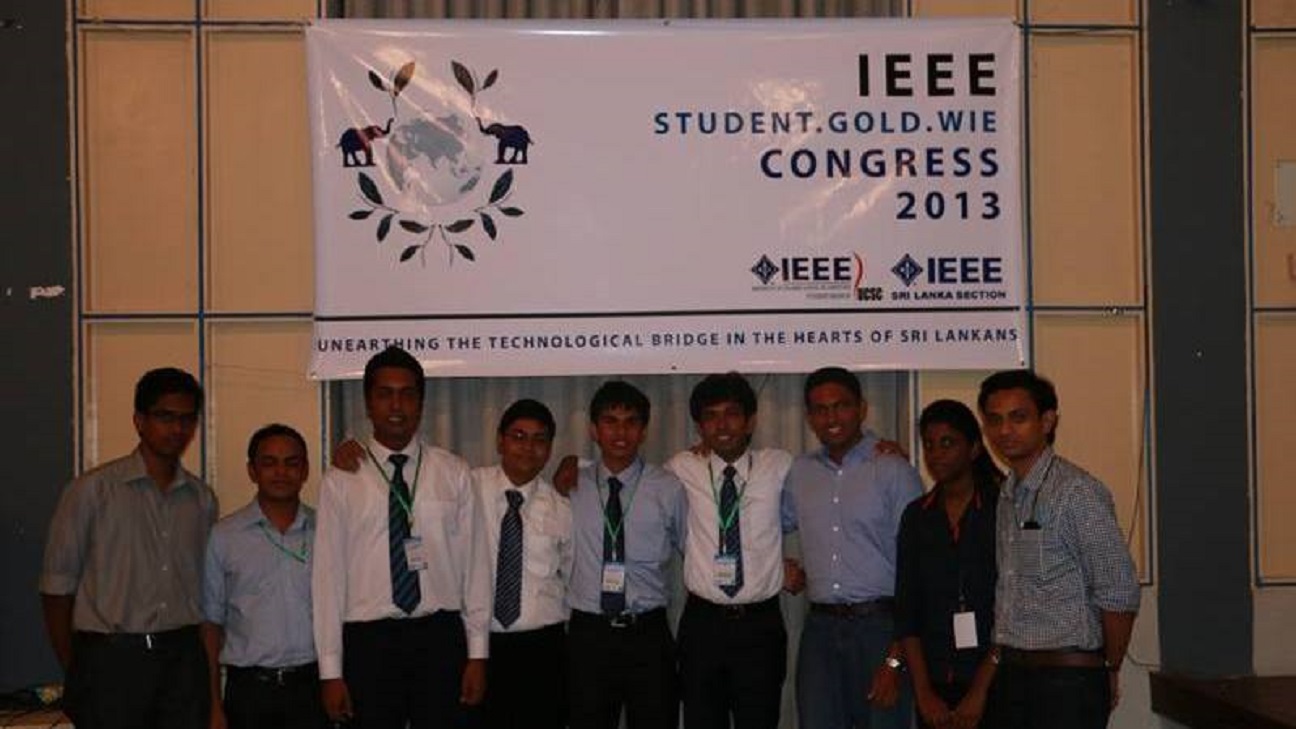 IEEE
STUDENT.GOLD.WIE
CONGRESS
2013
IEEE
UCSC
IEEE
SRI LANKA SECTION
UNEARTHING THE TECHNOLOGICAL BRIDGE IN THE HEARTS OF SRI LANKANS